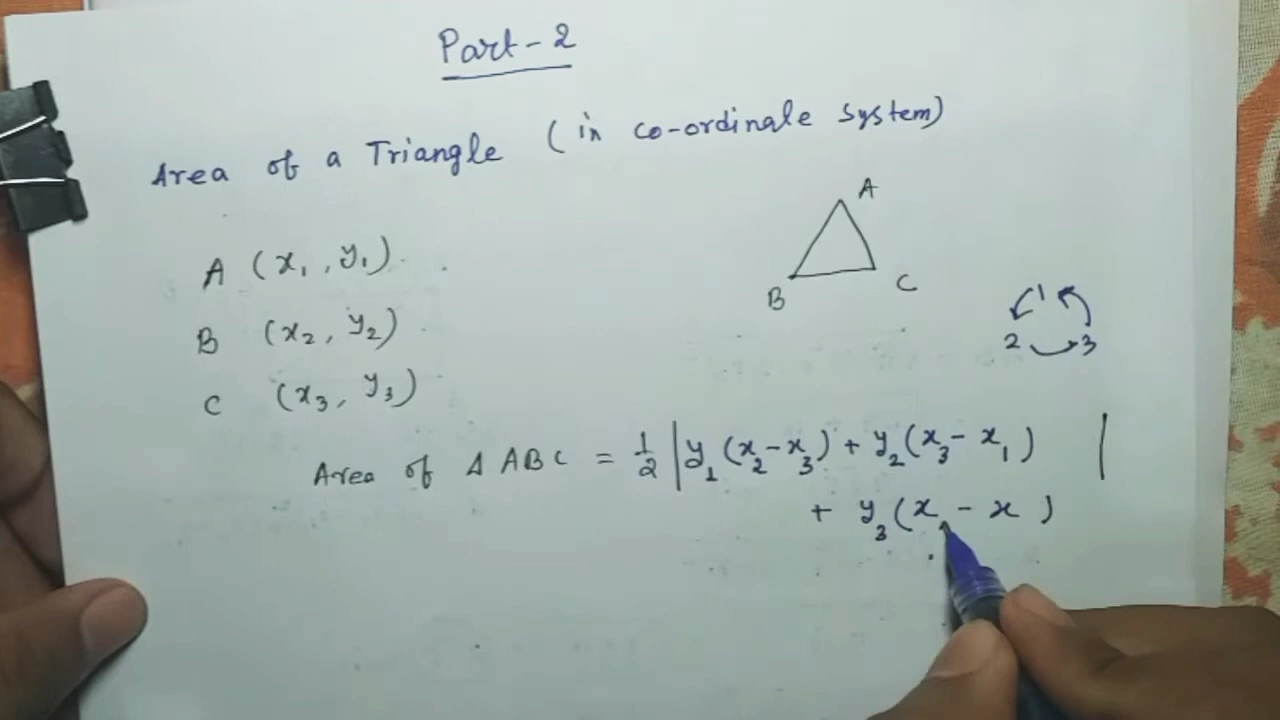 Part-2
Area of a Triangle (in co-ordinate system)
A
A (x₁, y₁)
B C
B (x₂, y₂)
1
2 3
C (x₃, y₃)
Area of Δ ABC = 1/2 | y₁(x₂-x₃) + y₂(x₃-x₁) |
+ y₃(x - x )